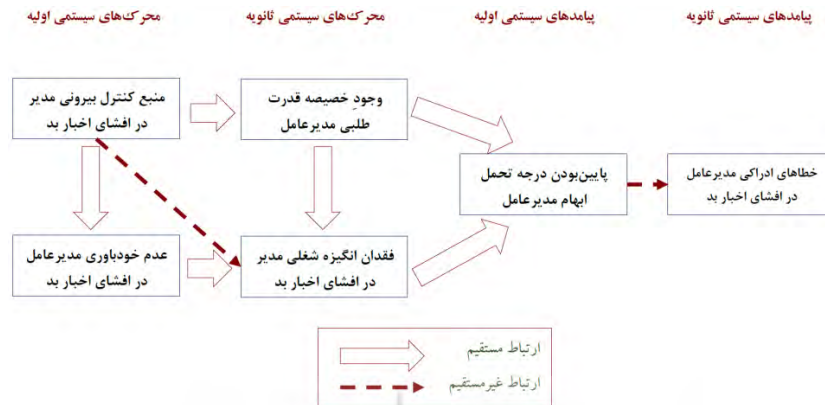 محرک‌های سیستمی اولیه
محرک‌های سیستمی ثانویه
پیامدهای سیستمی اولیه
پیامدهای سیستمی ثانویه
منبع کنترل بیرونی مدیر
در افشای اخبار بد
وجودِ خصیصه قدرت
طلبی مدیرعامل
پایین‌بودن درجه تحمل
ابهام مدیرعامل
خطاهای ادراکی مدیرعامل
در افشای اخبار بد
عدم خودباوری مدیرعامل
در افشای اخبار بد
فقدان انگیزه شغلی مدیر
در افشای اخبار بد
ارتباط مستقیم
ارتباط غیرمستقیم